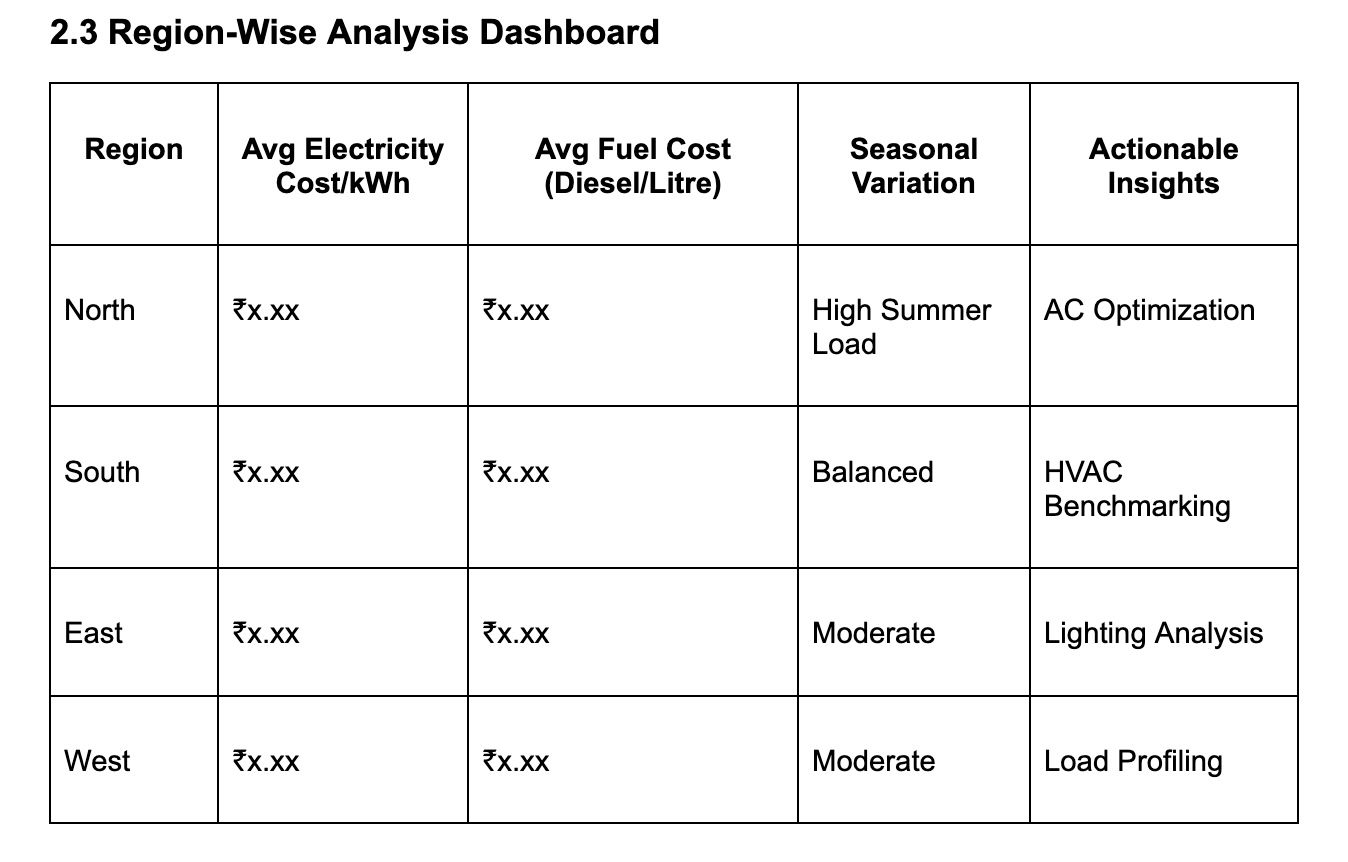 2.3 Region-Wise Analysis Dashboard
Region
Avg Electricity
Cost/kWh
Avg Fuel Cost
(Diesel/Litre)
Seasonal
Variation
Actionable
Insights
North
₹x.xx
₹x.xx
High Summer
Load
AC Optimization
South
₹x.xx
₹x.xx
Balanced
HVAC
Benchmarking
East
₹x.xx
₹x.xx
Moderate
Lighting Analysis
West
₹x.xx
₹x.xx
Moderate
Load Profiling